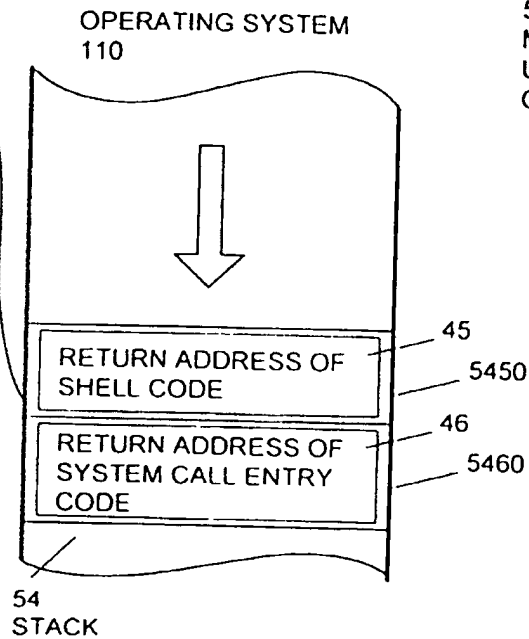 OPERATING SYSTEM
110
RETURN ADDRESS OF
SHELL CODE
45
5450
RETURN ADDRESS OF
SYSTEM CALL ENTRY
CODE
46
5460
54
STACK